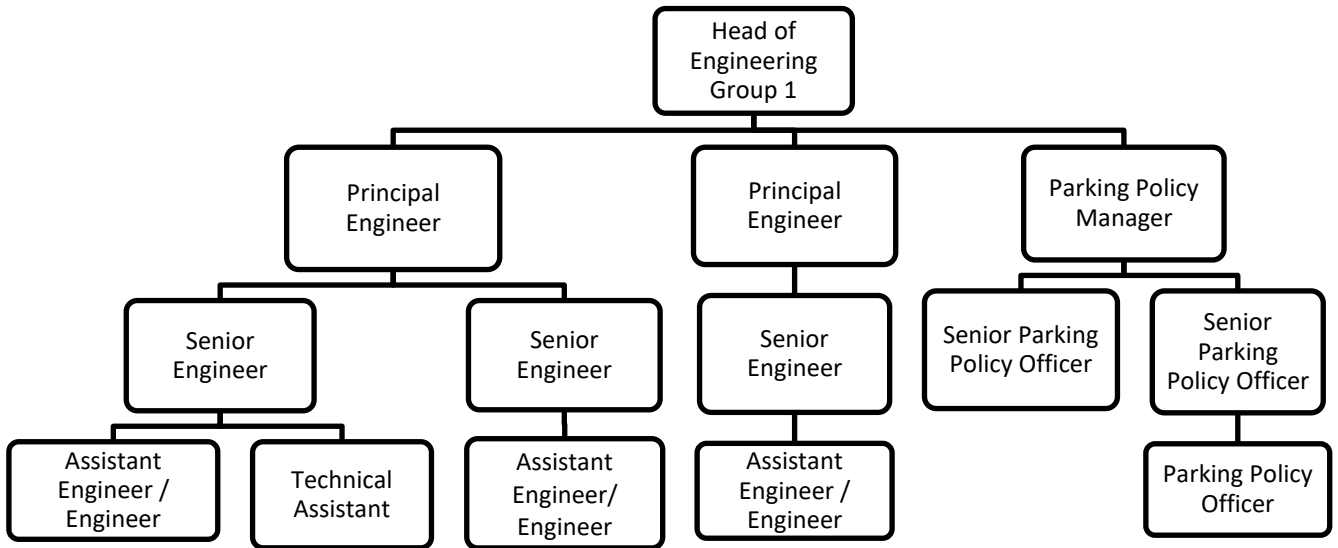 Head of
Engineering
Group 1
Principal
Engineer
Principal
Engineer
Parking Policy
Manager
Senior
Engineer
Senior
Engineer
Senior
Engineer
Senior Parking
Policy Officer
Senior
Parking
Policy Officer
Assistant
Engineer /
Engineer
Technical
Assistant
Assistant
Engineer/
Engineer
Assistant
Engineer /
Engineer
Parking Policy
Officer